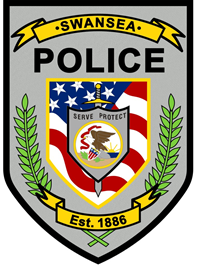 ·SWANSEA·
POLICE
SERVE PROTECT
Est. 1886